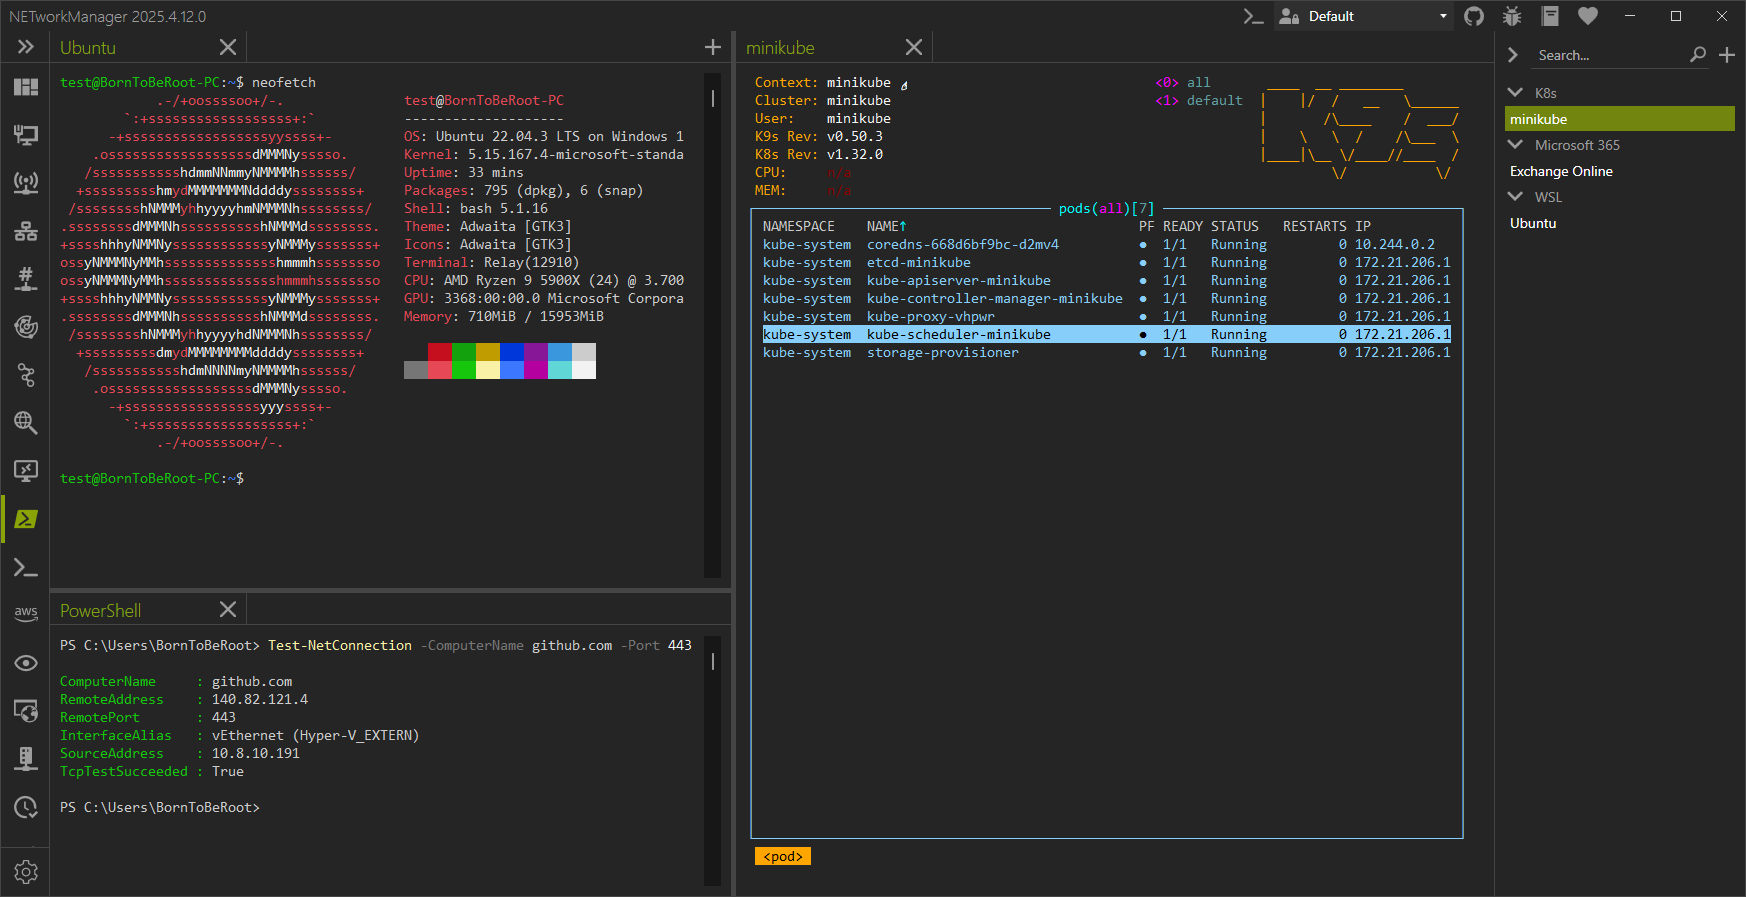 NETworkManager 2025.4.12.0
Default
Ubuntu
test@BornToBeRoot-PC:~$ neofetch
.-/+oossssoo+/-.
`:+ssssssssssssssssss+:`
-+ssssssssssssssssssyyssss+-
.ossssssssssssssssssdMMMNysssso.
/ssssssssssshdmmNNmmyNMMMMhssssss/
+ssssssssshmydMMMMMMMNddddyssssssss+
/sssssssshNMMMyhhyyyyhmNMMMNhssssssss/
.ssssssssdMMMNhsssssssssshNMMMdssssssss.
+sssshhhyNMMNyssssssssssssyNMMMysssssss+
ossyNMMMNyMMhsssssssssssssshmmmhssssssso
ossyNMMMNyMMhsssssssssssssshmmmhssssssso
+sssshhhyNMMNyssssssssssssyNMMMysssssss+
.ssssssssdMMMNhsssssssssshNMMMdssssssss.
/sssssssshNMMMyhhyyyyhdNMMMNhssssssss/
+sssssssssdmydMMMMMMMMddddyssssssss+
/ssssssssssshdmNNNNmyNMMMMhssssss/
.ossssssssssssssssssdMMMNysssso.
-+sssssssssssssssssyyyssss+-
`:+ssssssssssssssssss+:`
.-/+oossssoo+/-.
test@BornToBeRoot-PC
--------------------
OS: Ubuntu 22.04.3 LTS on Windows 1
Kernel: 5.15.167.4-microsoft-standa
Uptime: 33 mins
Packages: 795 (dpkg), 6 (snap)
Shell: bash 5.1.16
Theme: Adwaita [GTK3]
Icons: Adwaita [GTK3]
Terminal: Relay(12910)
CPU: AMD Ryzen 9 5900X (24) @ 3.700
GPU: 3368:00:00.0 Microsoft Corpora
Memory: 710MiB / 15953MiB
test@BornToBeRoot-PC:~$
aws
PowerShell
PS C:\Users\BornToBeRoot> Test-NetConnection -ComputerName github.com -Port 443
ComputerName : github.com
RemoteAddress : 140.82.121.4
RemotePort : 443
InterfaceAlias : vEthernet (Hyper-V_EXTERN)
SourceAddress : 10.8.10.191
TcpTestSucceeded : True
PS C:\Users\BornToBeRoot>
minikube
Context: minikube
Cluster: minikube
User: minikube
K9s Rev: v0.50.3
K8s Rev: v1.32.0
CPU: n/a
MEM: n/a
<0> all
<1> default
pods(all)[7]
NAMESPACE NAME↑ PF READY STATUS RESTARTS IP
kube-system coredns-668d6bf9bc-d2mv4 ● 1/1 Running 0 10.244.0.2
kube-system etcd-minikube ● 1/1 Running 0 172.21.206.1
kube-system kube-apiserver-minikube ● 1/1 Running 0 172.21.206.1
kube-system kube-controller-manager-minikube ● 1/1 Running 0 172.21.206.1
kube-system kube-proxy-vhpwr ● 1/1 Running 0 172.21.206.1
kube-system kube-scheduler-minikube ● 1/1 Running 0 172.21.206.1
kube-system storage-provisioner ● 1/1 Running 0 172.21.206.1
<pod>
Search...
K8s
minikube
Microsoft 365
Exchange Online
WSL
Ubuntu